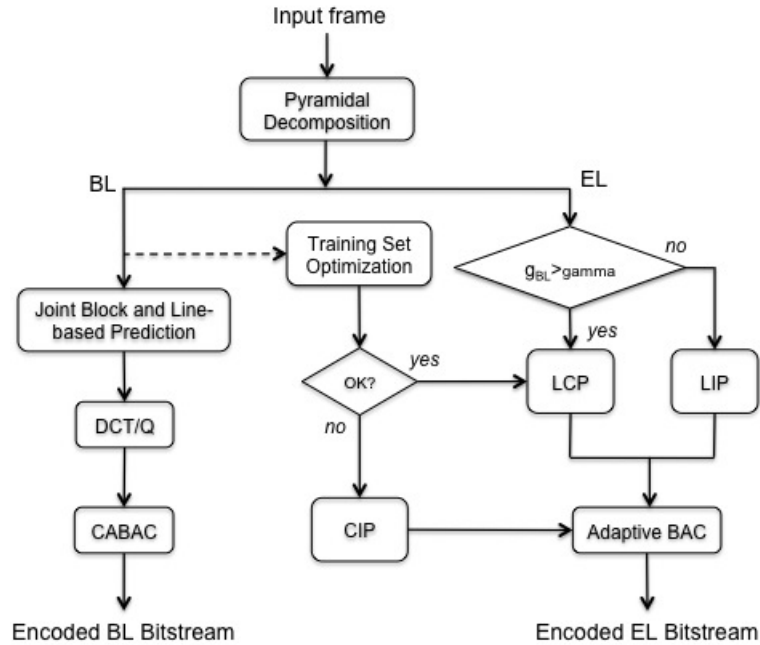 Input frame
Pyramidal
Decomposition
BL
EL
Training Set
Optimization
no
gBL>gamma
Joint Block and Line-
based Prediction
yes
yes
OK?
LCP
LIP
DCT/Q
no
CABAC
CIP
Adaptive BAC
Encoded BL Bitstream
Encoded EL Bitstream